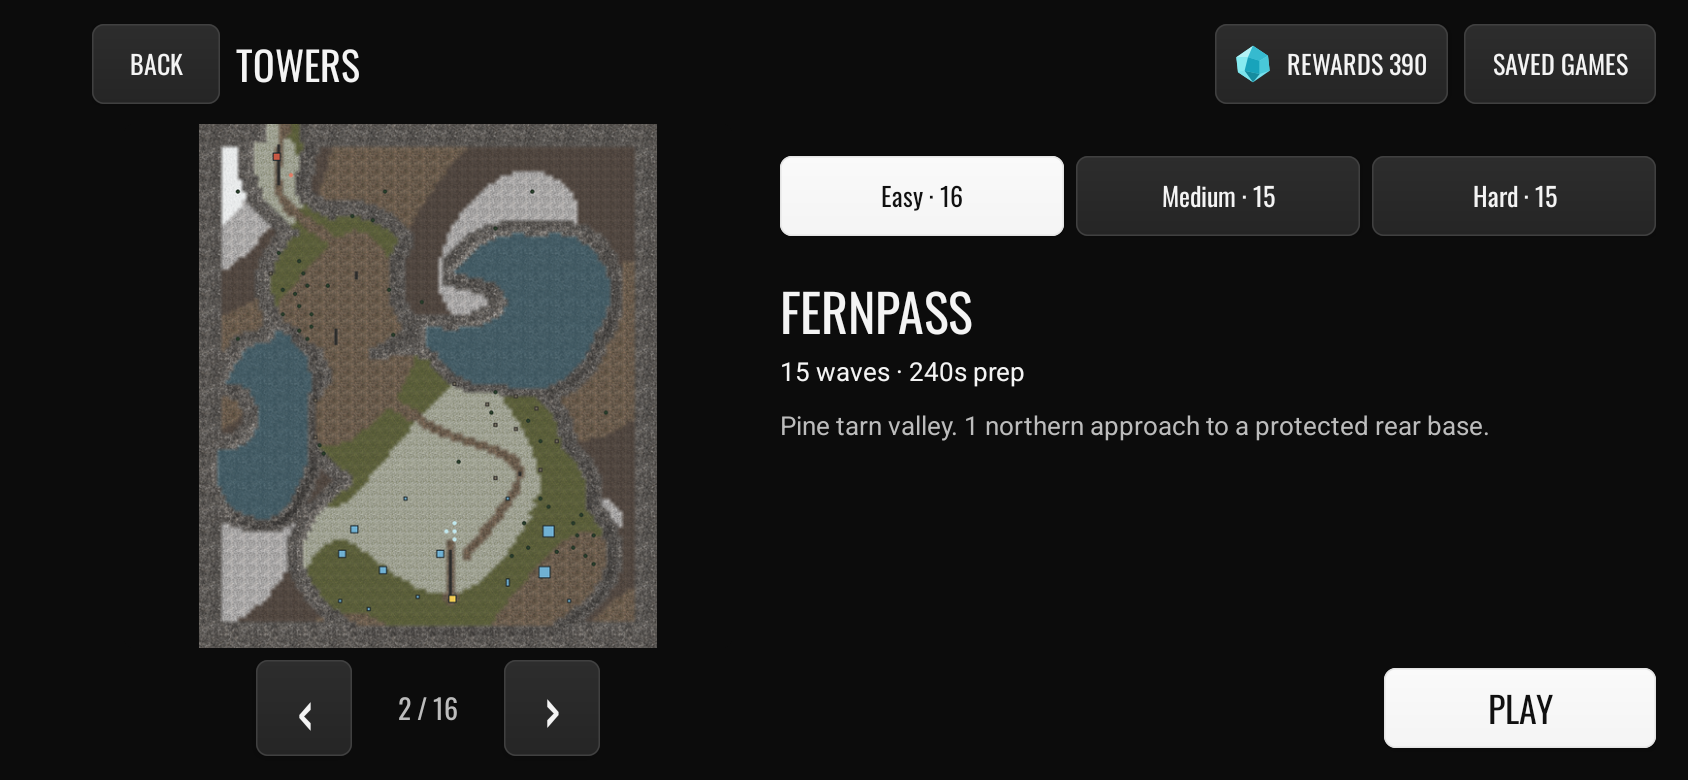 BACK
TOWERS
REWARDS 390
SAVED GAMES
Easy · 16
Medium · 15
Hard · 15
FERNPASS
15 waves · 240s prep
Pine tarn valley. 1 northern approach to a protected rear base.
‹
2 / 16
›
PLAY